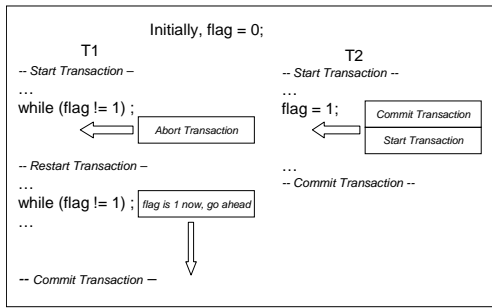 Initially, flag = 0;
T1
-- Start Transaction –
…
while (flag != 1) ;
Abort Transaction
-- Restart Transaction –
…
while (flag != 1) ;
flag is 1 now, go ahead
…
-- Commit Transaction –
T2
-- Start Transaction --
…
flag = 1;
Commit Transaction
Start Transaction
…
-- Commit Transaction --